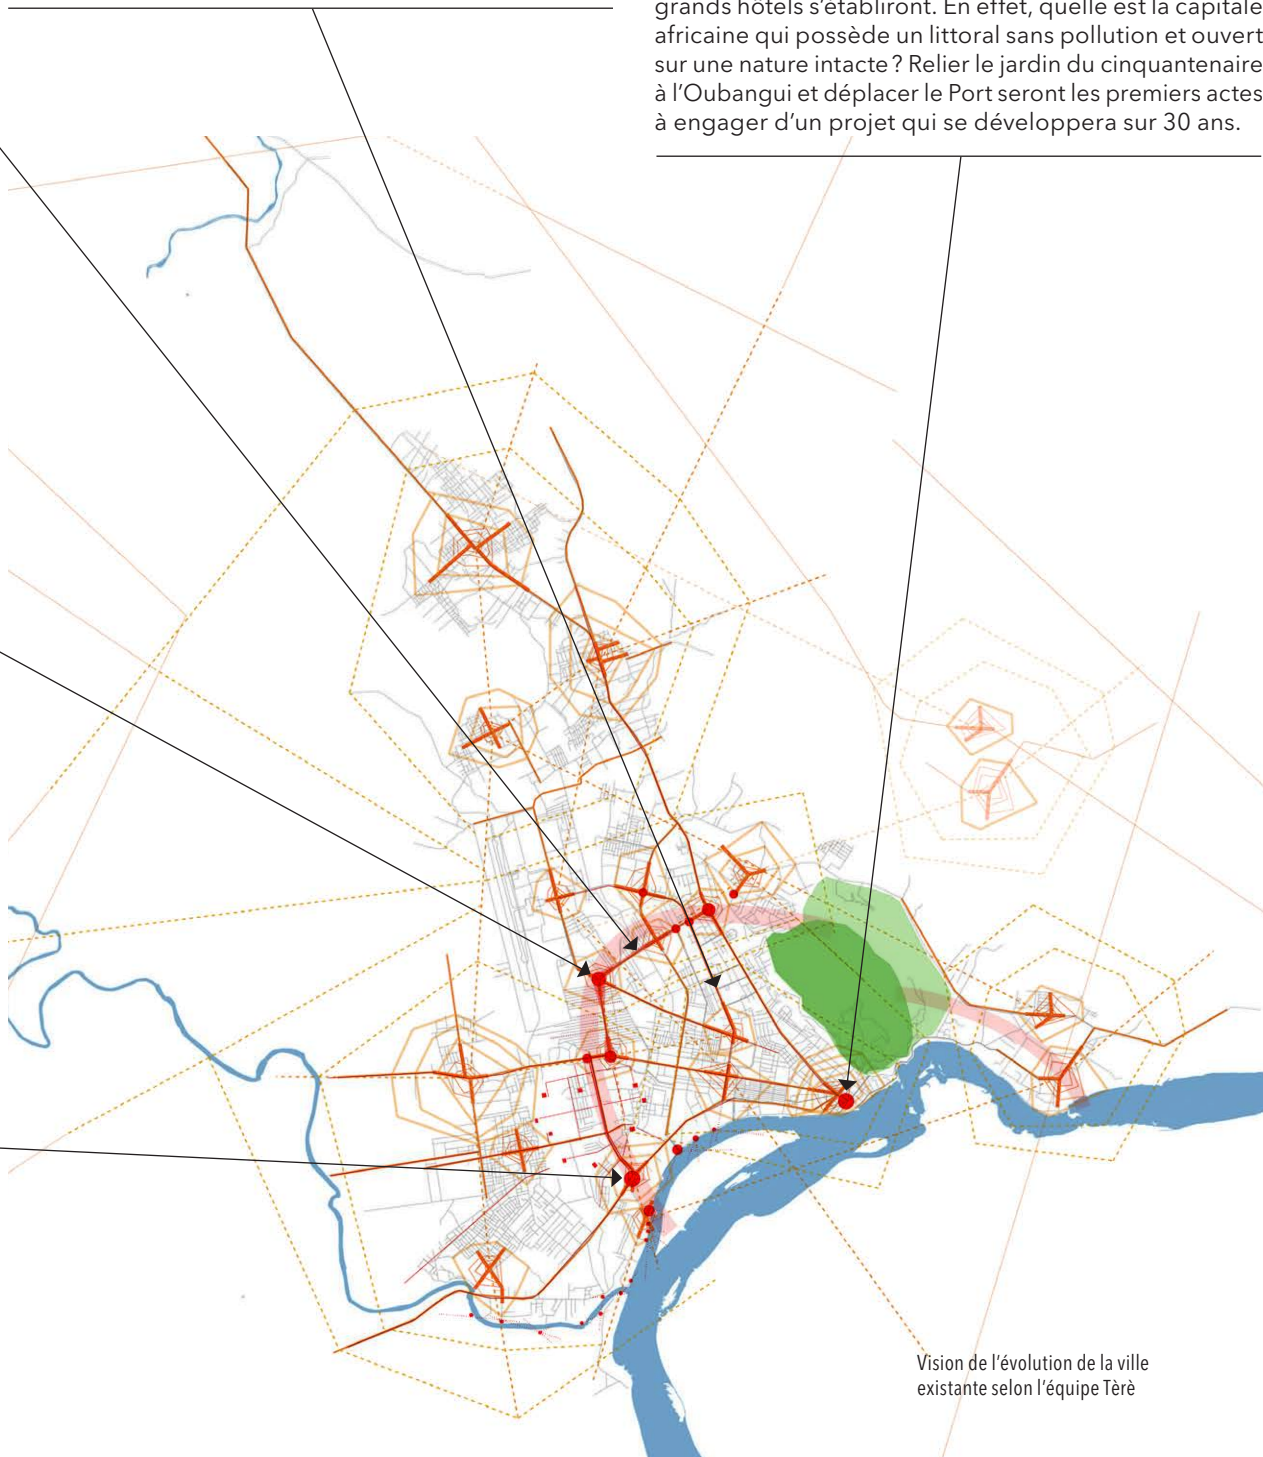 grands hôtels s’établiront. En effet, quelle est la capitale
africaine qui possède un littoral sans pollution et ouvert
sur une nature intacte ? Relier le jardin du cinquantenaire
à l’Oubangui et déplacer le Port seront les premiers actes
à engager d’un projet qui se développera sur 30 ans.
Vision de l’évolution de la ville
existante selon l’équipe Tèrè